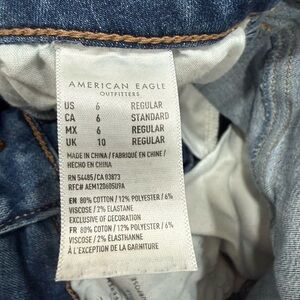 AMERICAN EAGLE
OUTFITTERS
US 6 REGULAR
CA 6 STANDARD
MX 6 REGULAR
UK 10 REGULAR
MADE IN CHINA / FABRIQUÉ EN CHINE /
HECHO EN CHINA
RN 54485/CA 03873
RFC# AEM120605U9A
EN 80% COTTON / 12% POLYESTER / 6%
VISCOSE / 2% ELASTANE
EXCLUSIVE OF DECORATION
FR 80% COTON / 12% POLYESTER / 6%
VISCOSE / 2% ÉLASTHANNE
À L'EXCEPTION DE LA GARNITURE